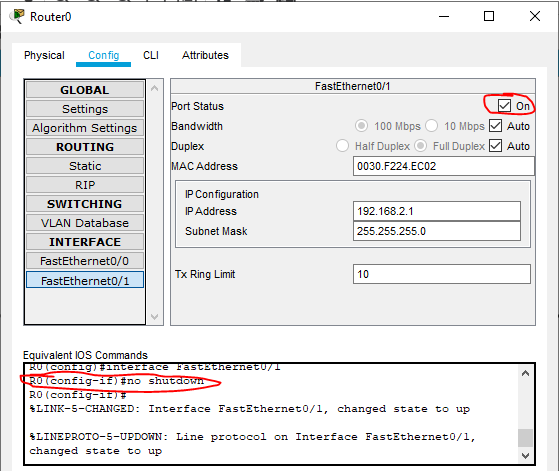 Router0
Physical Config CLI Attributes
GLOBAL
Settings
Algorithm Settings
ROUTING
Static
RIP
SWITCHING
VLAN Database
INTERFACE
FastEthernet0/0
FastEthernet0/1
FastEthernet0/1
Port Status On
Bandwidth 100 Mbps 10 Mbps Auto
Duplex Half Duplex Full Duplex Auto
MAC Address 0030.F224.EC02
IP Configuration
IP Address 192.168.2.1
Subnet Mask 255.255.255.0
Tx Ring Limit 10
Equivalent IOS Commands
R0(config)#interface FastEthernet0/1
R0(config-if)#no shutdown
R0(config-if)#
%LINK-5-CHANGED: Interface FastEthernet0/1, changed state to up
%LINEPROTO-5-UPDOWN: Line protocol on Interface FastEthernet0/1,
changed state to up